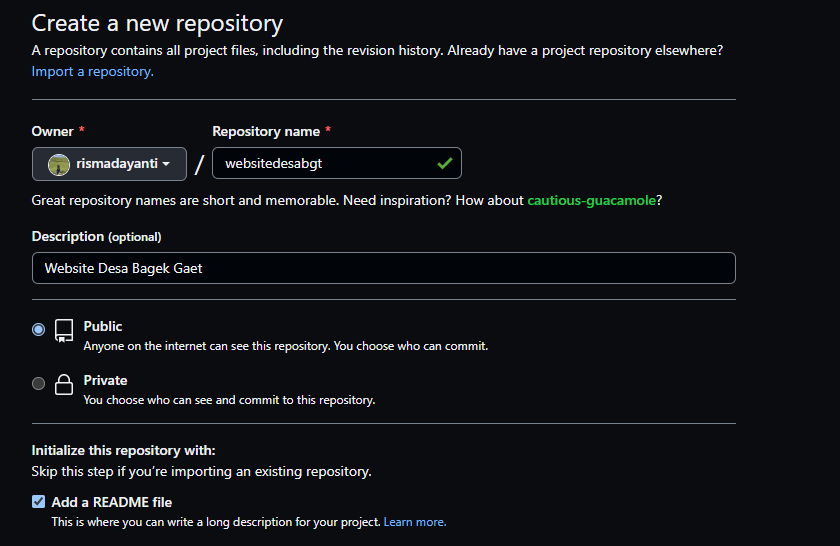 Create a new repository
A repository contains all project files, including the revision history. Already have a project repository elsewhere?
Import a repository.
Owner * Repository name *
rismadayanti / websitedesabgt
Great repository names are short and memorable. Need inspiration? How about cautious-guacamole?
Description (optional)
Website Desa Bagek Gaet
Public
Anyone on the internet can see this repository. You choose who can commit.
Private
You choose who can see and commit to this repository.
Initialize this repository with:
Skip this step if you’re importing an existing repository.
Add a README file
This is where you can write a long description for your project. Learn more.